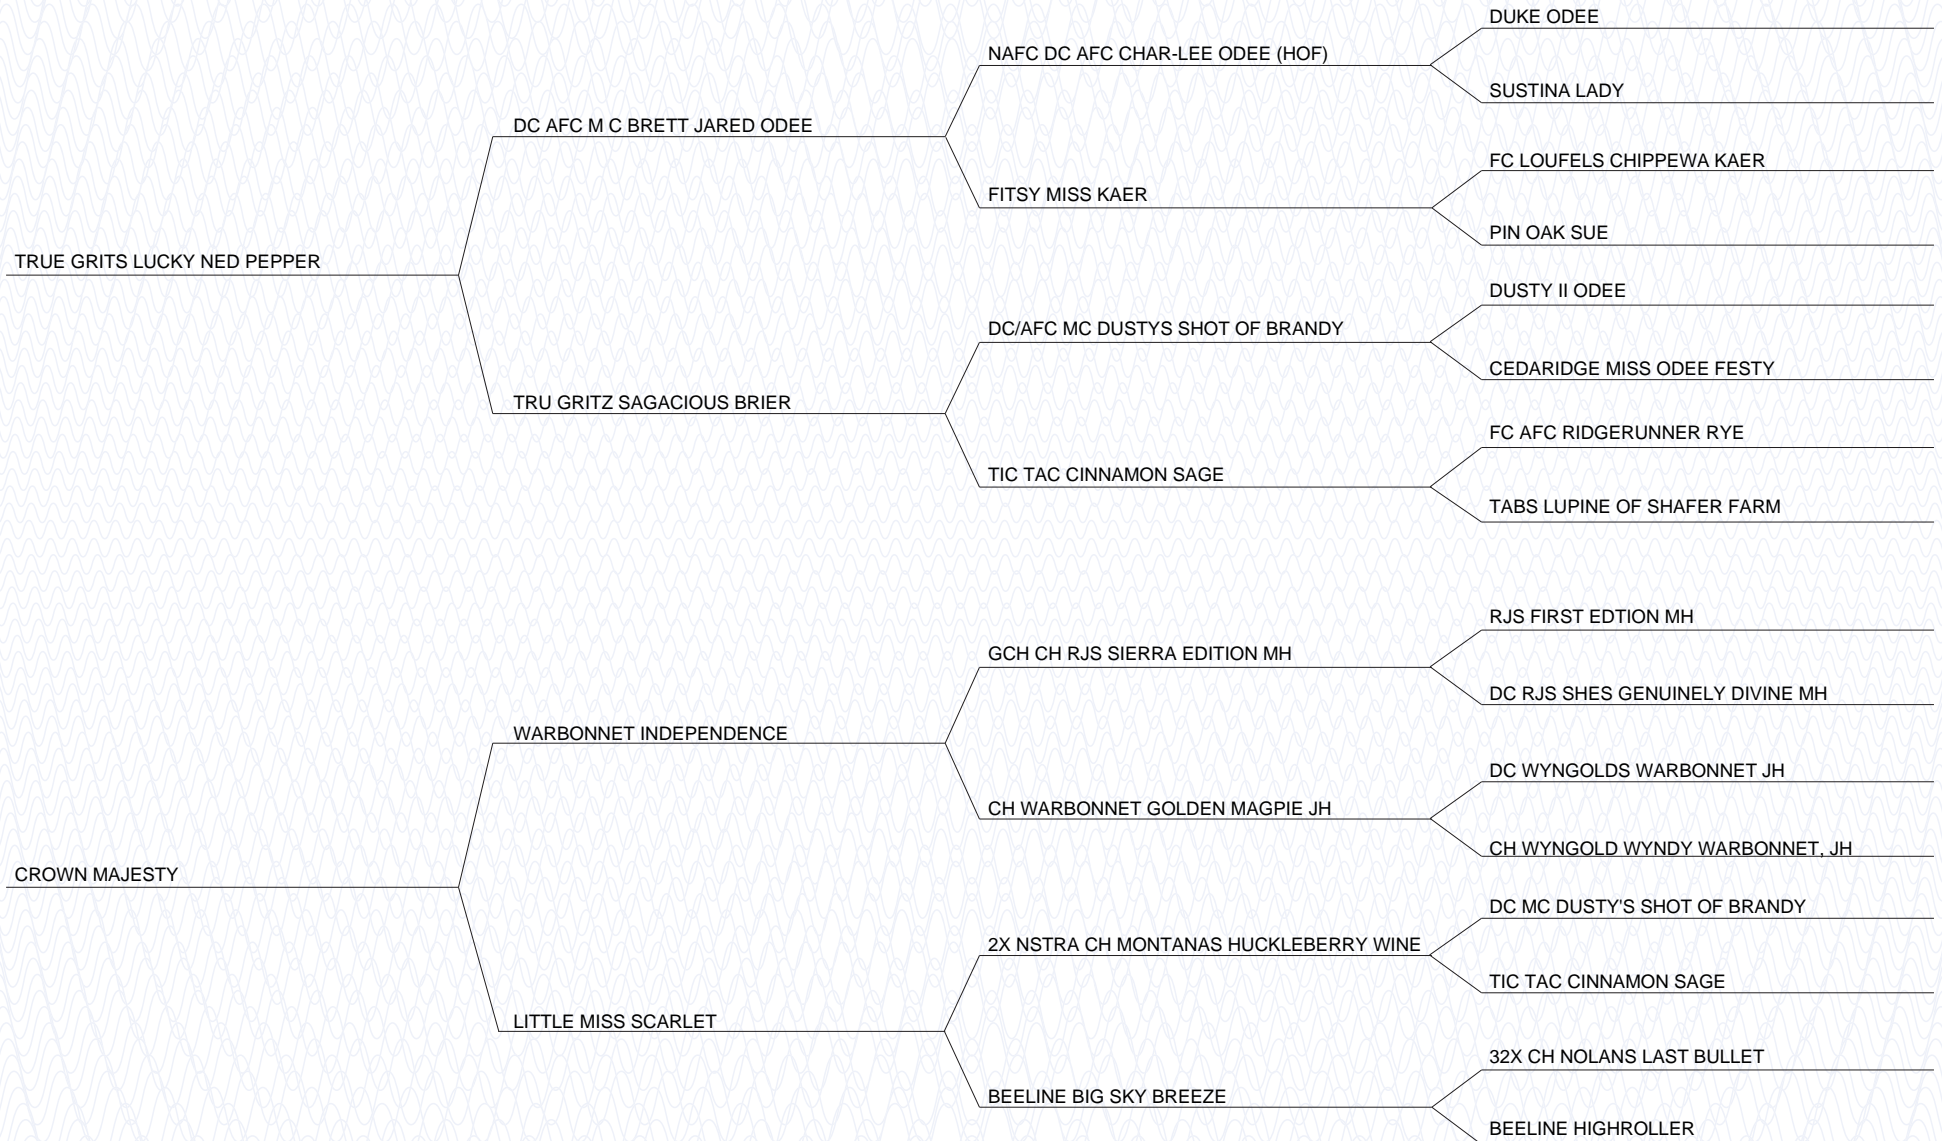 DUKE ODEE
NAFC DC AFC CHAR-LEE ODEE (HOF)
SUSTINA LADY
DC AFC M C BRETT JARED ODEE
FC LOUFELS CHIPPEWA KAER
FITSY MISS KAER
PIN OAK SUE
TRUE GRITS LUCKY NED PEPPER
DUSTY II ODEE
DC/AFC MC DUSTYS SHOT OF BRANDY
CEDARIDGE MISS ODEE FESTY
TRU GRITZ SAGACIOUS BRIER
FC AFC RIDGERUNNER RYE
TIC TAC CINNAMON SAGE
TABS LUPINE OF SHAFER FARM
RJS FIRST EDTION MH
GCH CH RJS SIERRA EDITION MH
DC RJS SHES GENUINELY DIVINE MH
WARBONNET INDEPENDENCE
DC WYNGOLDS WARBONNET JH
CH WARBONNET GOLDEN MAGPIE JH
CH WYNGOLD WYNDY WARBONNET, JH
CROWN MAJESTY
DC MC DUSTY'S SHOT OF BRANDY
2X NSTRA CH MONTANAS HUCKLEBERRY WINE
TIC TAC CINNAMON SAGE
LITTLE MISS SCARLET
32X CH NOLANS LAST BULLET
BEELINE BIG SKY BREEZE
BEELINE HIGHROLLER